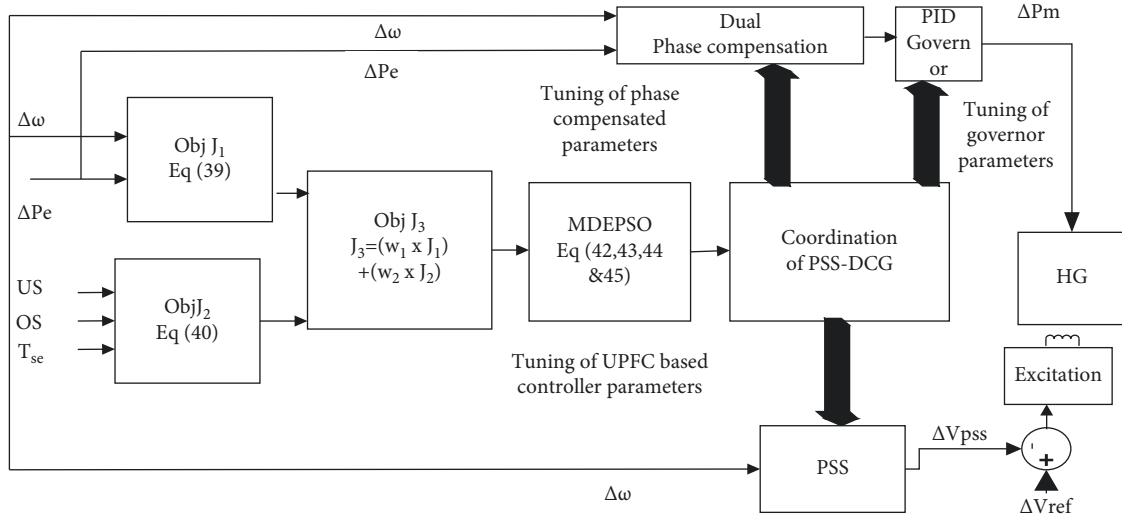 Δω
ΔPe
Dual
Phase compensation
PID
Govern
or
ΔPm
Δω
ΔPe
Obj J₁
Eq (39)
Tuning of phase
compensated
parameters
Tuning of
governor
parameters
US
OS
Tse
ObjJ₂
Eq (40)
Obj J₃
J₃=(w₁ x J₁)
+(w₂ x J₂)
MDEPSO
Eq (42,43,44
&45)
Coordination
of PSS-DCG
HG
Tuning of UPFC based
controller parameters
Excitation
PSS
ΔVpss
'
+
Δω
ΔVref